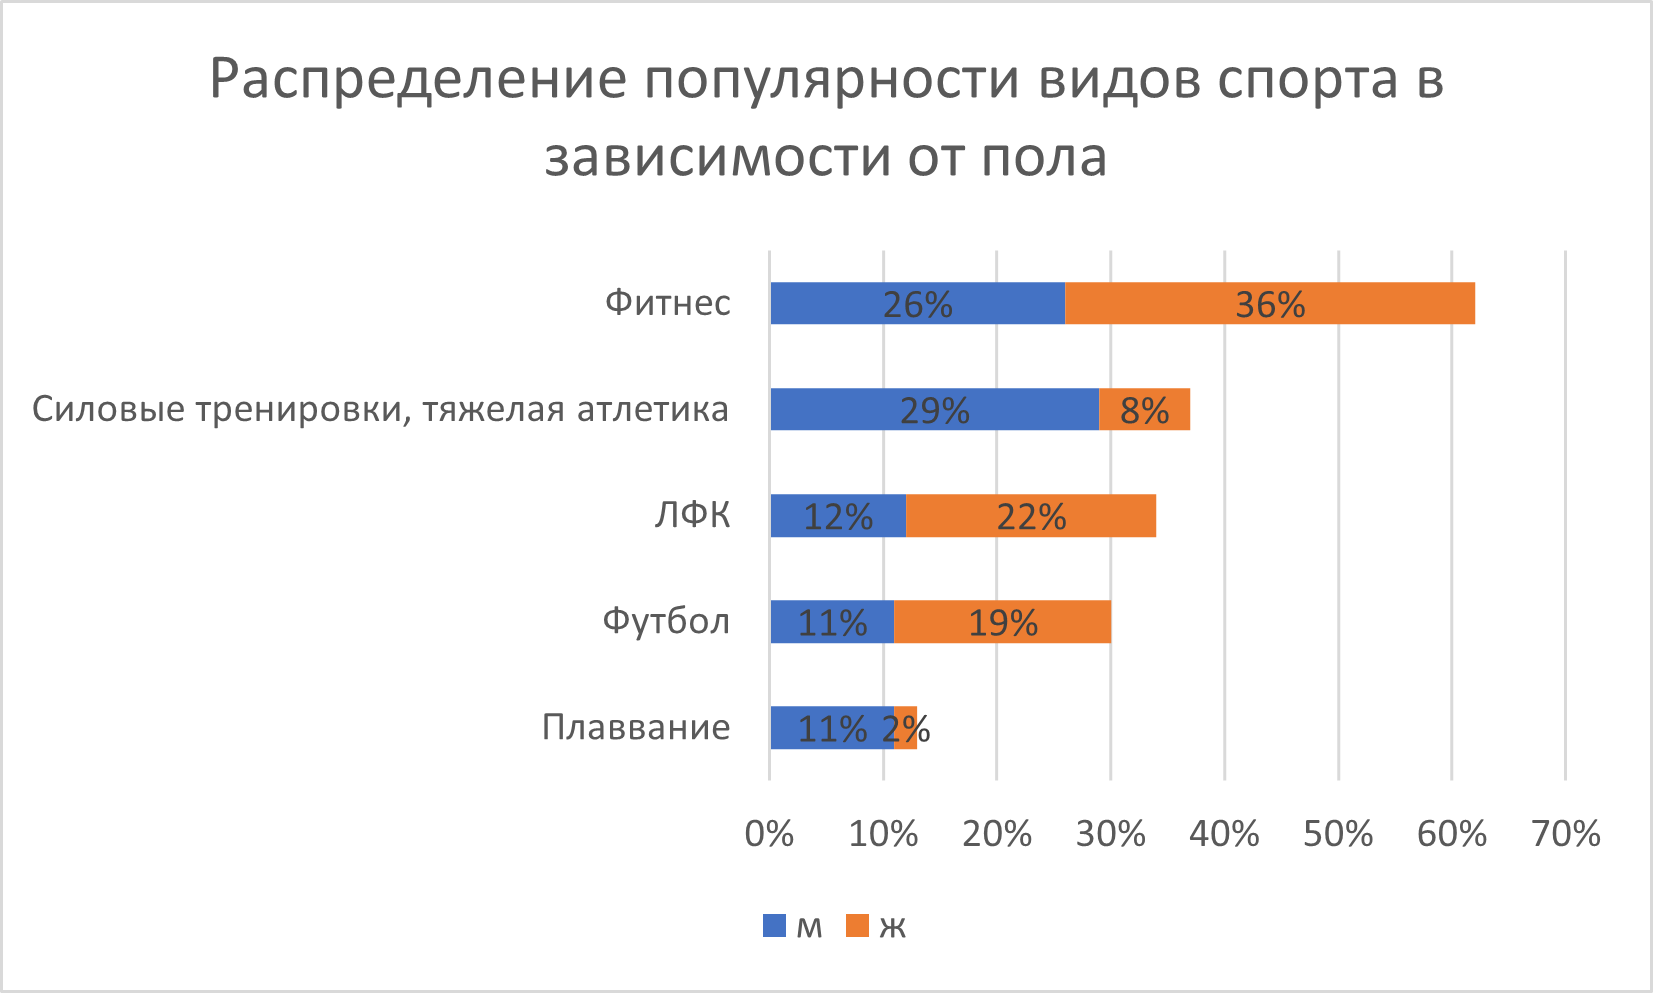 Распределение популярности видов спорта в
зависимости от пола
Фитнес
26%
36%
Силовые тренировки, тяжелая атлетика
29%
8%
ЛФК
12%
22%
Футбол
11%
19%
Плаввание
11%
2%
0% 10% 20% 30% 40% 50% 60% 70%
м ж